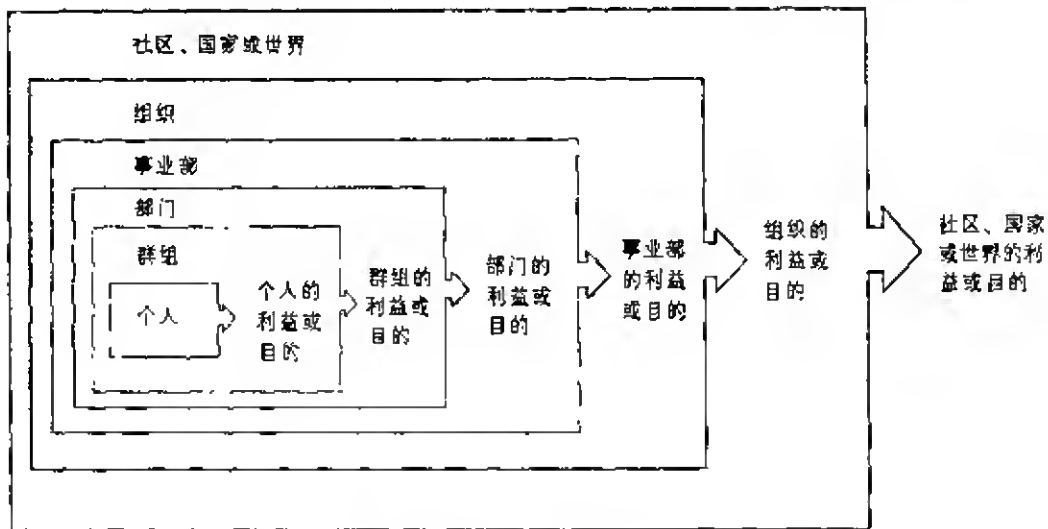 社区、国家或世界
组织
事业部
部门
群组
个人
个人的
利益或
目的
群组的
利益或
目的
部门的
利益或
目的
事业部
的利益
或目的
组织的
利益或
目的
社区、国家
或世界的利
益或目的